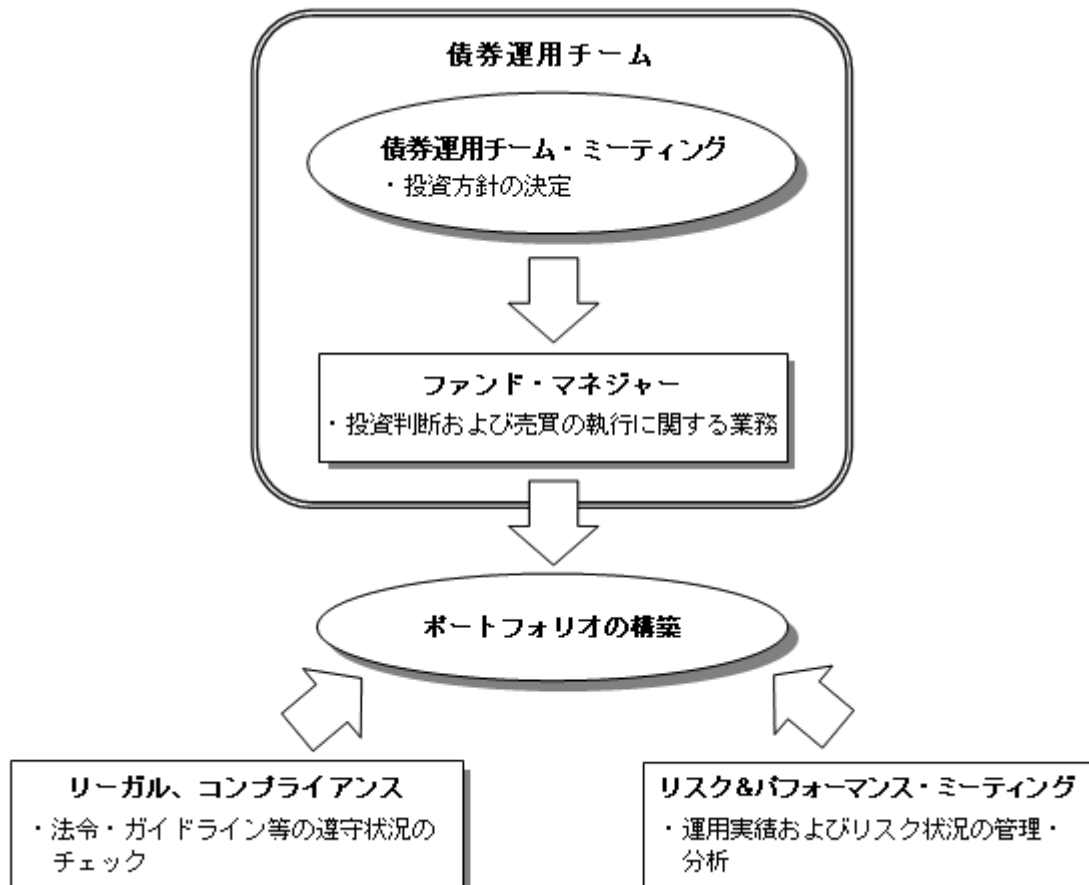 債券運用チーム
債券運用チーム・ミーティング
・投資方針の決定
ファンド・マネジャー
・投資判断および売買の執行に関する業務
ポートフォリオの構築
リーガル、コンプライアンス
・法令・ガイドライン等の遵守状況の
チェック
リスク&パフォーマンス・ミーティング
・運用実績およびリスク状況の管理・
分析